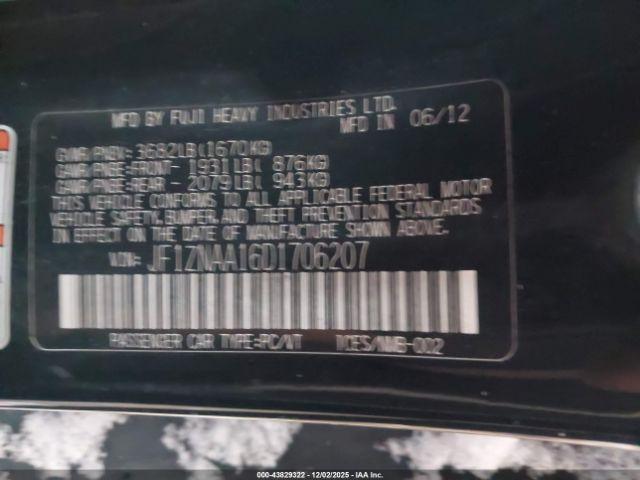 MFD BY FUJI HEAVY INDUSTRIES LTD.
MFD IN 06/12
GVWR/PNBV: 3682LB(1670KG)
GAWR/PNBE:FRONT- 1931LB( 876KG)
GAWR/PNBE:REAR - 2079LB( 943KG)
THIS VEHICLE CONFORMS TO ALL APPLICABLE FEDERAL MOTOR
VEHICLE SAFETY,BUMPER,AND THEFT PREVENTION STANDARDS
IN EFFECT ON THE DATE OF MANUFACTURE SHOWN ABOVE.
VIN: JF1ZNAA16D1706207
PASSENGER CAR TYPE:PC/VT TCES/NMB-002
000-43829322 - 12/02/2025 - IAA Inc.